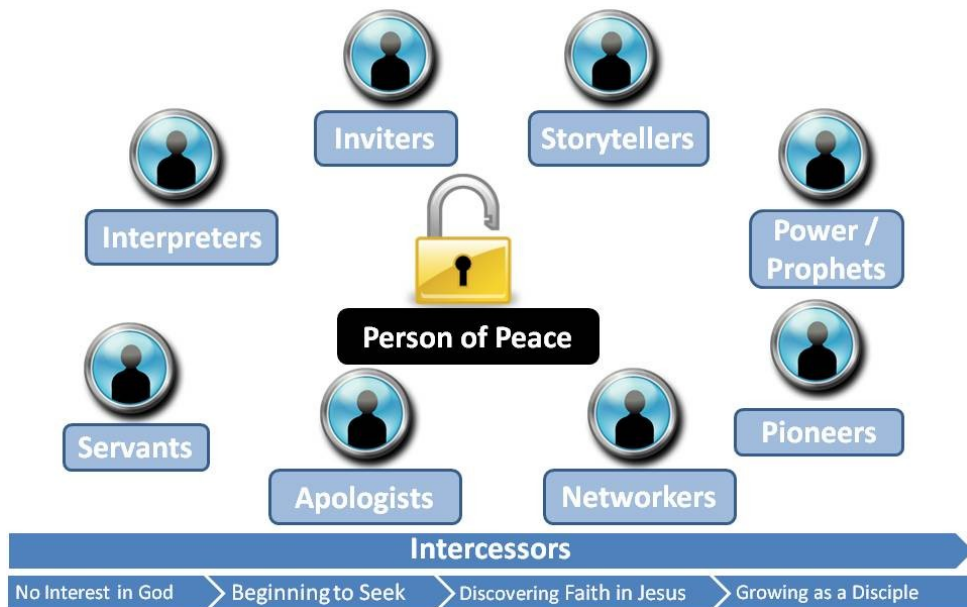 Inviters
Storytellers
Interpreters
Power /
Prophets
Person of Peace
Servants
Apologists
Networkers
Pioneers
Intercessors
No Interest in God
Beginning to Seek
Discovering Faith in Jesus
Growing as a Disciple